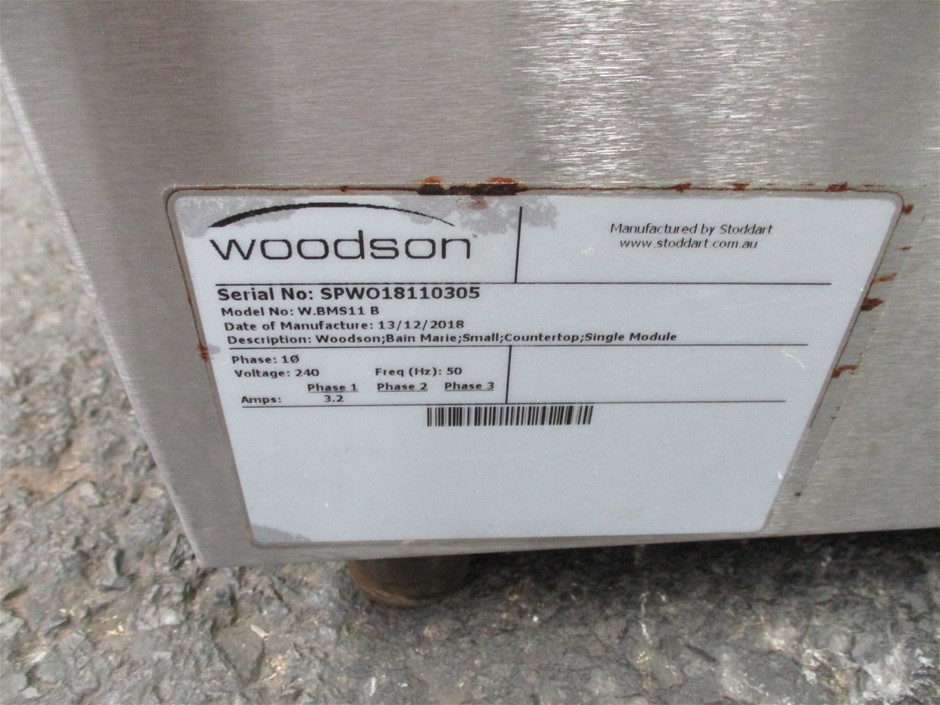 woodson
Manufactured by Stoddart
www.stoddart.com.au
Serial No: SPWO18110305
Model No: W.BMS11 B
Date of Manufacture: 13/12/2018
Description: Woodson;Bain Marie;Small;Countertop;Single Module
Phase: 1Ø
Voltage: 240 Freq (Hz): 50
Phase 1 Phase 2 Phase 3
Amps: 3.2